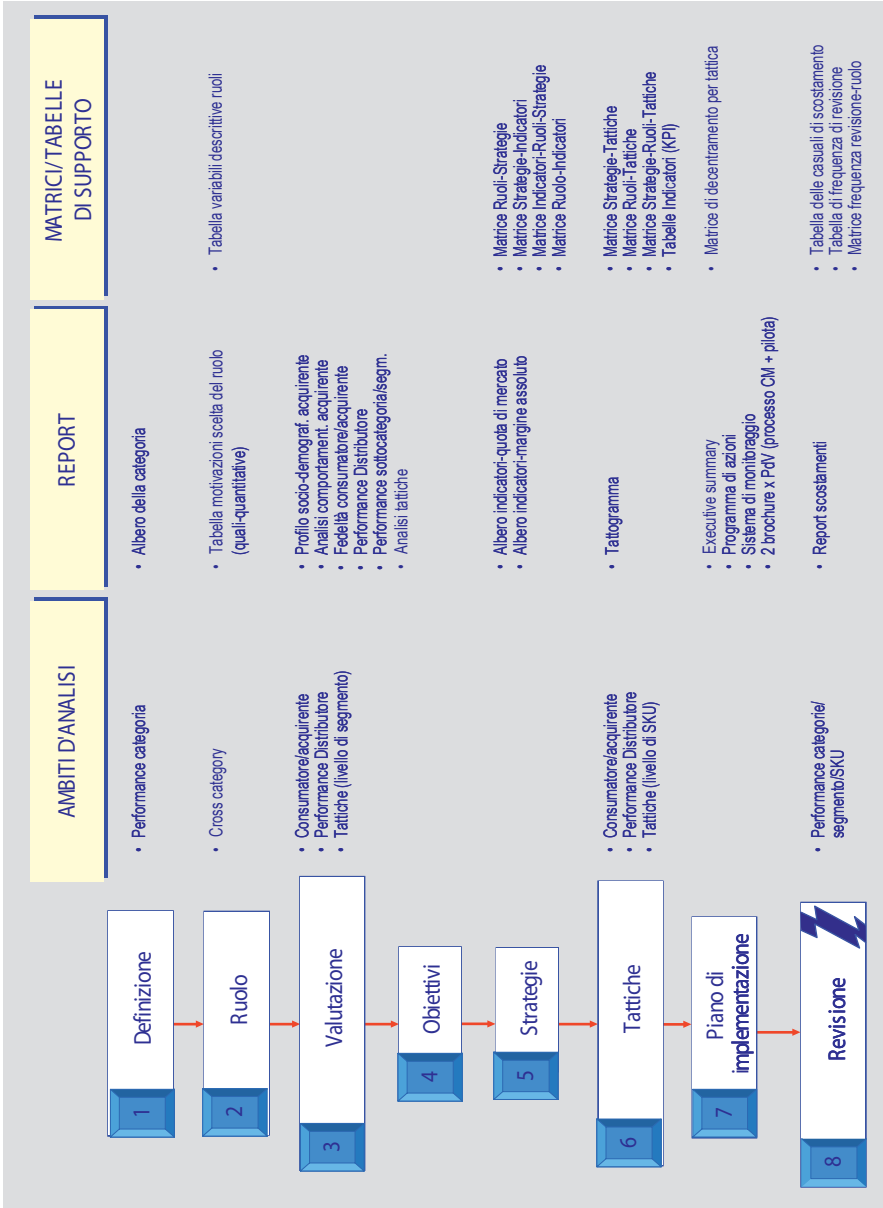 AMBITI D'ANALISI
REPORT
MATRICI/TABELLE
DI SUPPORTO
1
Definizione
• Performance categoria
• Albero della categoria
2
Ruolo
• Cross category
• Tabella motivazioni scelta del ruolo
(quali-quantitative)
• Tabella variabili descrittive ruoli
3
Valutazione
• Consumatore/acquirente
• Performance Distributore
• Tattiche (livello di segmento)
• Profilo socio-demograf. acquirente
• Analisi comportament. acquirente
• Fedeltà consumatore/acquirente
• Performance Distributore
• Performance sottocategoria/segm.
• Analisi tattiche
4
Obiettivi
5
Strategie
• Albero indicatori-quota di mercato
• Albero indicatori-margine assoluto
• Matrice Ruoli-Strategie
• Matrice Strategie-Indicatori
• Matrice Indicatori-Ruoli-Strategie
• Matrice Ruolo-Indicatori
6
Tattiche
• Consumatore/acquirente
• Performance Distributore
• Tattiche (livello di SKU)
• Tattogramma
• Matrice Strategie-Tattiche
• Matrice Ruoli-Tattiche
• Matrice Strategie-Ruoli-Tattiche
• Tabelle Indicatori (KPI)
7
Piano di
implementazione
• Executive summary
• Programma di azioni
• Sistema di monitoraggio
• 2 brochure x PdV (processo CM + pilota)
• Matrice di decentramento per tattica
8
Revisione
• Performance categorie/
segmento/SKU
• Report scostamenti
• Tabella delle casuali di scostamento
• Tabella di frequenza di revisione
• Matrice frequenza revisione-ruolo